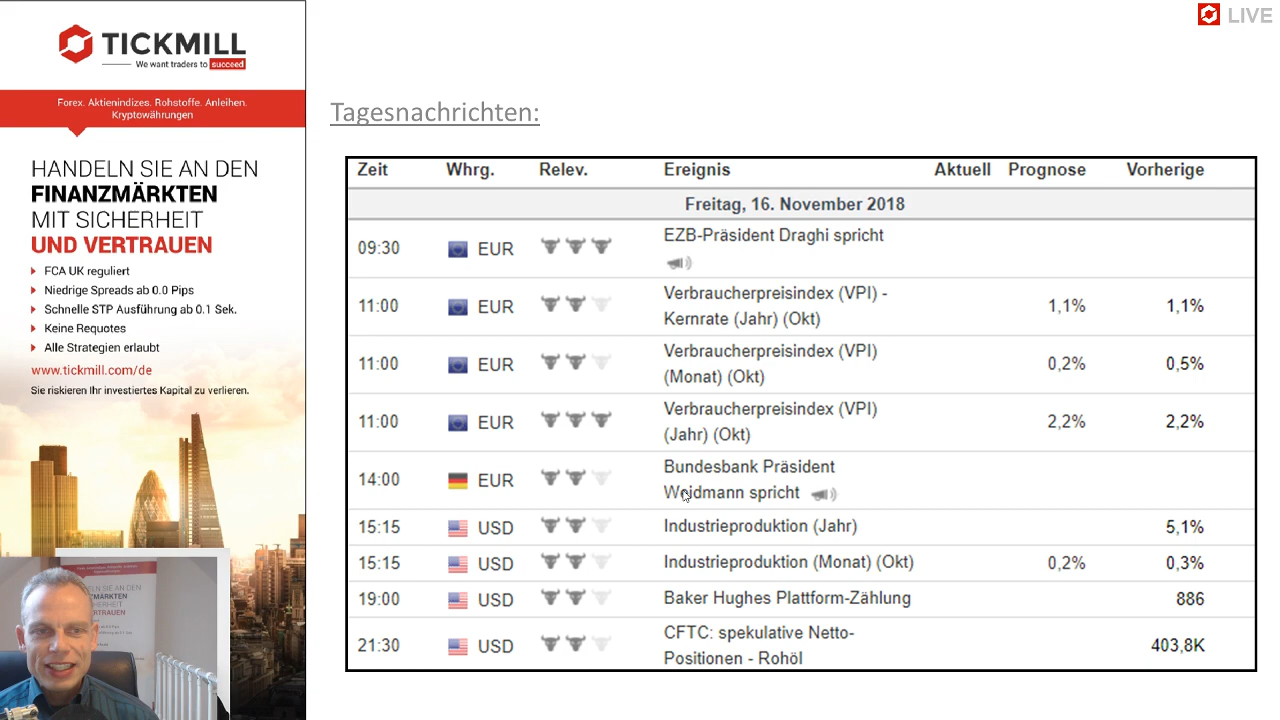 TICKMILL
We want traders to succeed
Forex. Aktienindizes. Rohstoffe. Anleihen.
Kryptowährungen
HANDELN SIE AN DEN
FINANZMÄRKTEN
MIT SICHERHEIT
UND VERTRAUEN
FCA UK reguliert
Niedrige Spreads ab 0.0 Pips
Schnelle STP Ausführung ab 0.1 Sek.
Keine Requotes
Alle Strategien erlaubt
www.tickmill.com/de
Sie riskieren Ihr investiertes Kapital zu verlieren.
LIVE
Tagesnachrichten:
Zeit Whrg. Relev. Ereignis Aktuell Prognose Vorherige
Freitag, 16. November 2018
09:30 EUR EZB-Präsident Draghi spricht
11:00 EUR Verbraucherpreisindex (VPI) -
Kernrate (Jahr) (Okt) 1,1% 1,1%
11:00 EUR Verbraucherpreisindex (VPI)
(Monat) (Okt) 0,2% 0,5%
11:00 EUR Verbraucherpreisindex (VPI)
(Jahr) (Okt) 2,2% 2,2%
14:00 EUR Bundesbank Präsident
Weidmann spricht
15:15 USD Industrieproduktion (Jahr) 5,1%
15:15 USD Industrieproduktion (Monat) (Okt) 0,2% 0,3%
19:00 USD Baker Hughes Plattform-Zählung 886
21:30 USD CFTC: spekulative Netto-
Positionen - Rohöl 403,8K